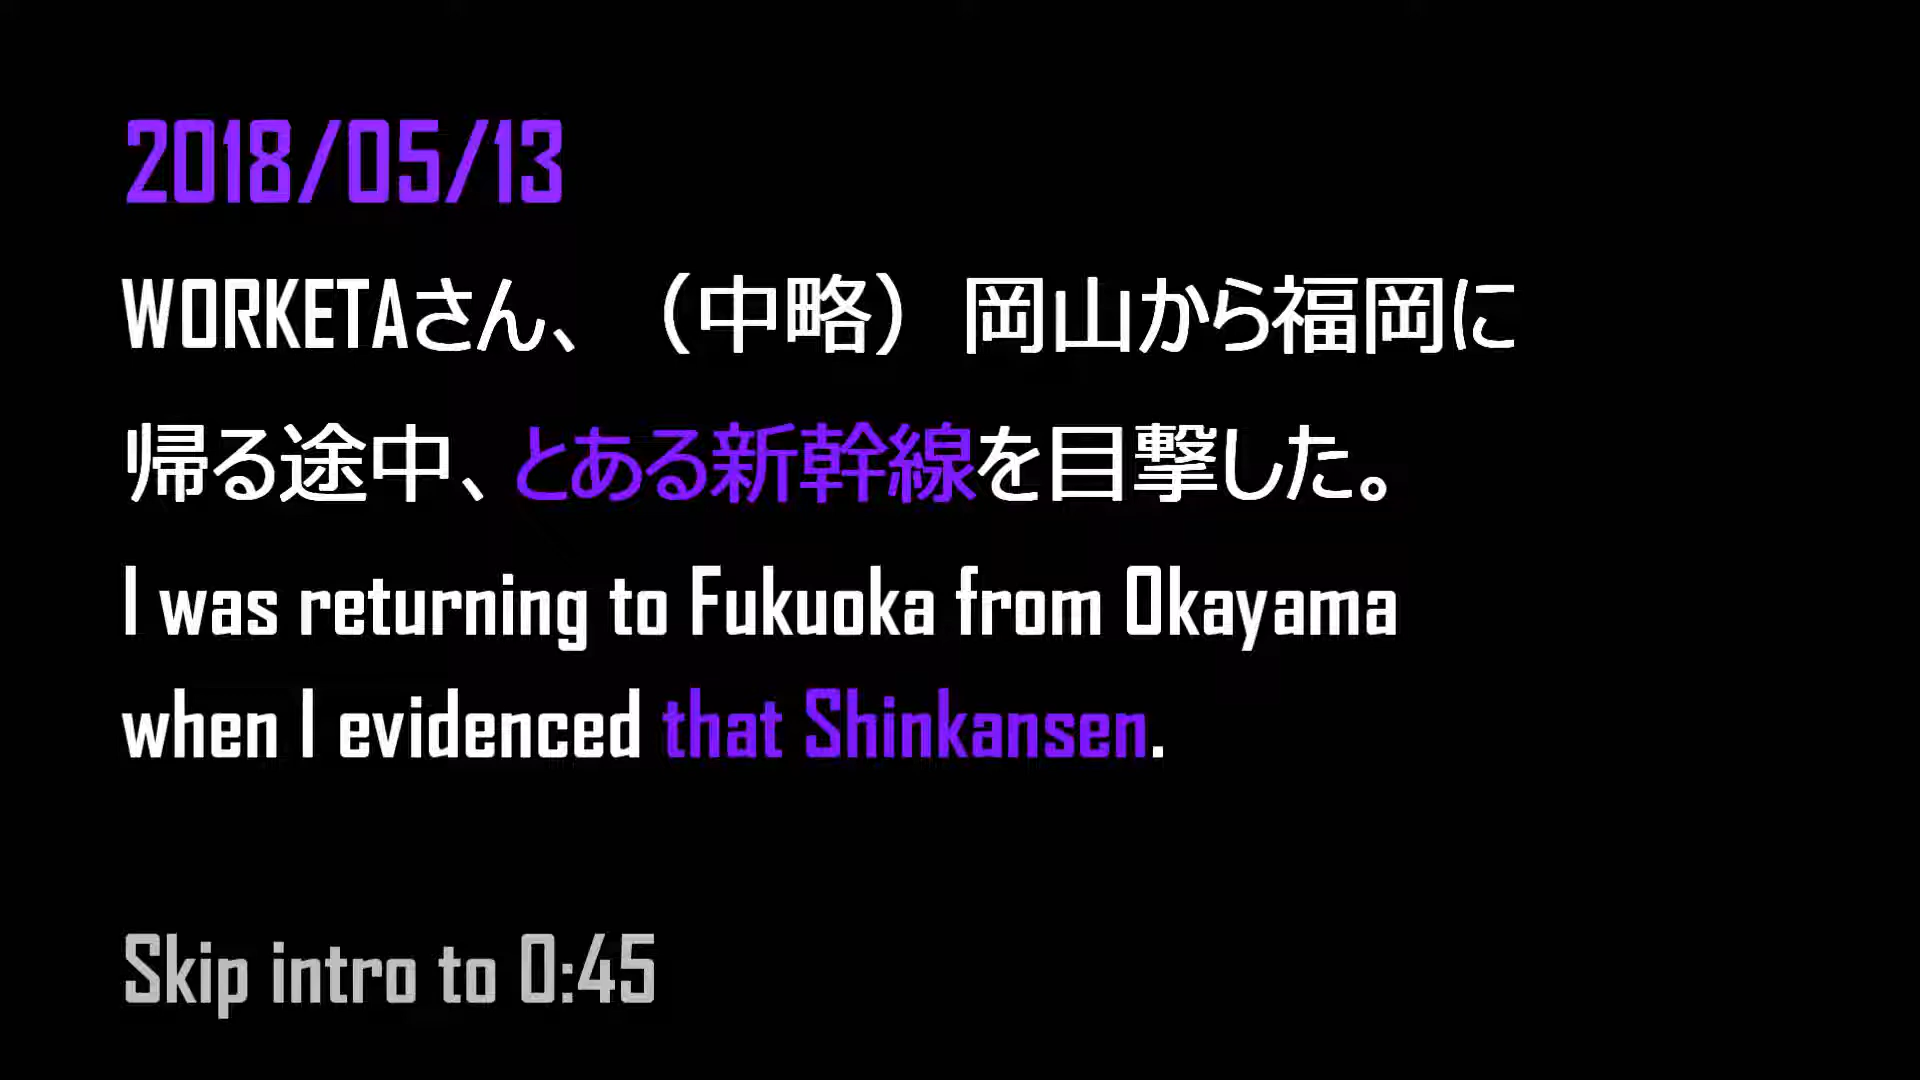 2018/05/13
WORKETAさん、（中略）岡山から福岡に
帰る途中、とある新幹線を目撃した。
I was returning to Fukuoka from Okayama
when I evidenced that Shinkansen.
Skip intro to 0:45